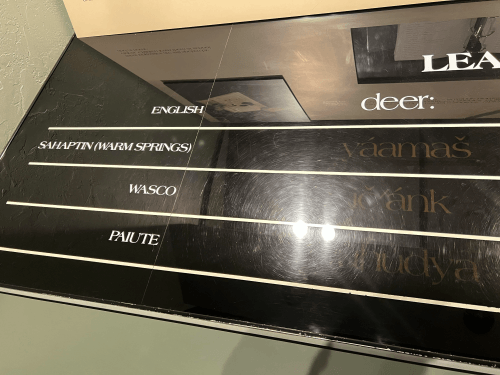 LEA
ENGLISH deer:
SAHAPTIN (WARM SPRINGS) yáamaš
WASCO
PAIUTE